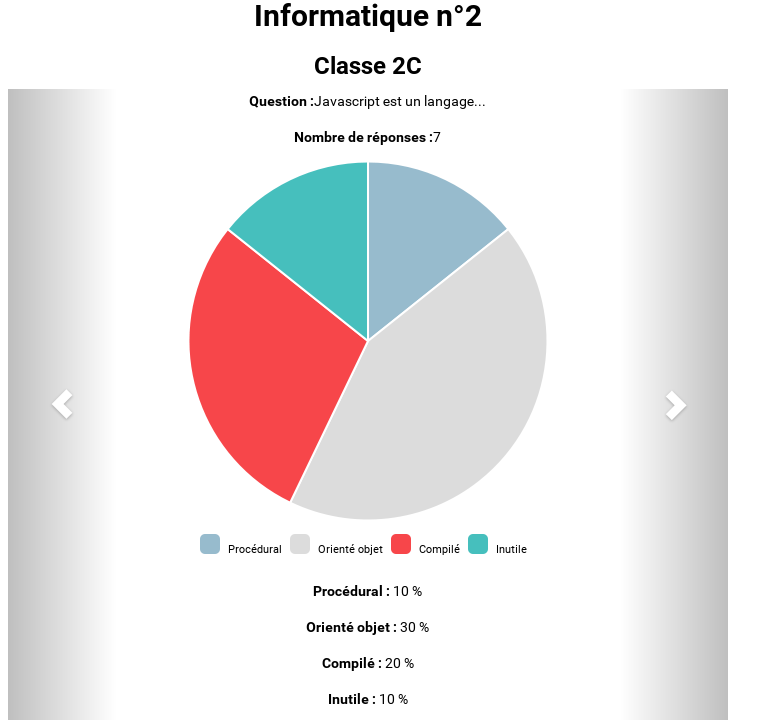 Informatique n°2
Classe 2C
Question :Javascript est un langage...
Nombre de réponses :7
Procédural Orienté objet Compilé Inutile
Procédural : 10 %
Orienté objet : 30 %
Compilé : 20 %
Inutile : 10 %